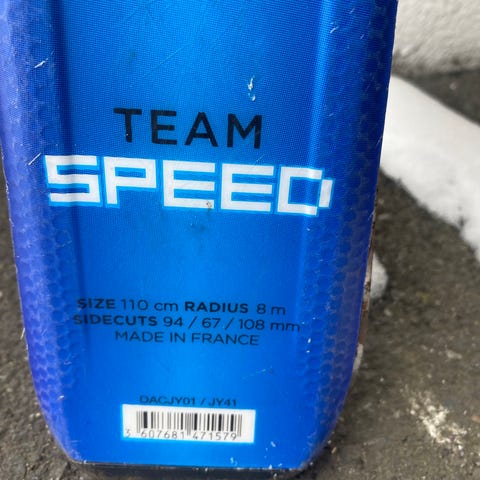 TEAM
SPEED
SIZE 110 cm RADIUS 8 m
SIDECUTS 94 / 67 / 108 mm
MADE IN FRANCE
DACJY01 / JY41
3 607681 471579